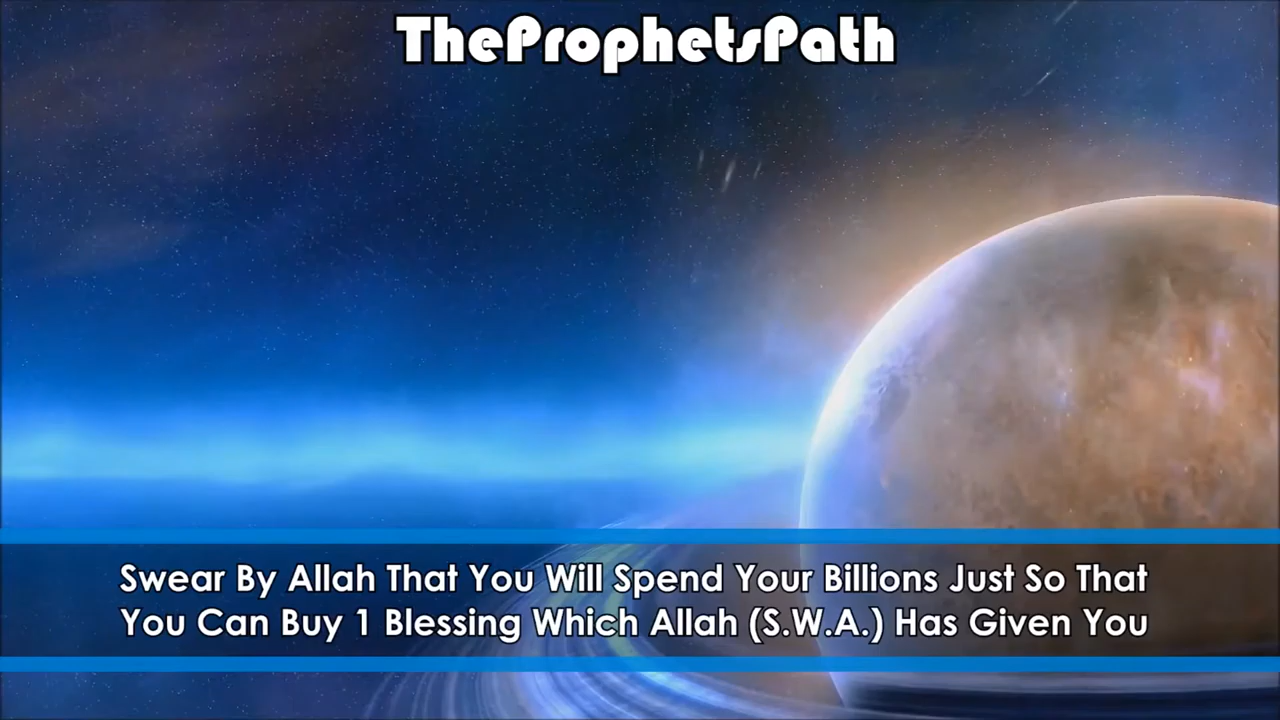 TheProphetsPath
Swear By Allah That You Will Spend Your Billions Just So That
You Can Buy 1 Blessing Which Allah (S.W.A.) Has Given You